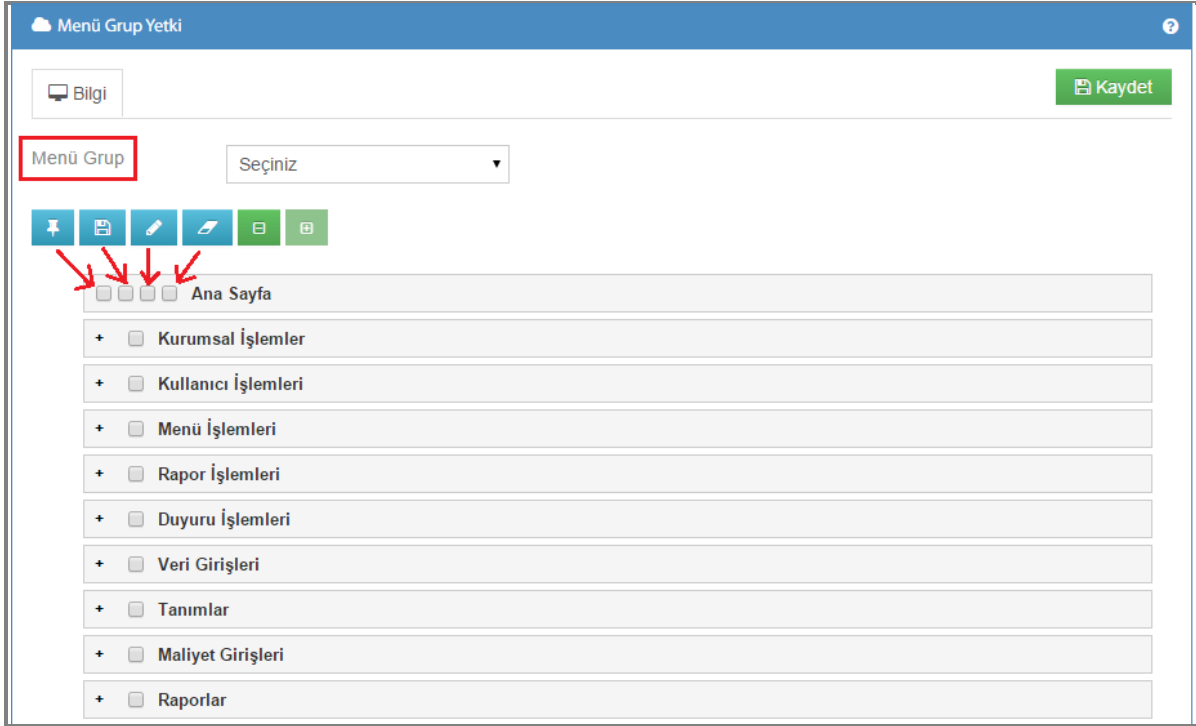 Menü Grup Yetki
Bilgi
Kaydet
Menü Grup
Seçiniz
Ana Sayfa
+ Kurumsal İşlemler
+ Kullanıcı İşlemleri
+ Menü İşlemleri
+ Rapor İşlemleri
+ Duyuru İşlemleri
+ Veri Girişleri
+ Tanımlar
+ Maliyet Girişleri
+ Raporlar